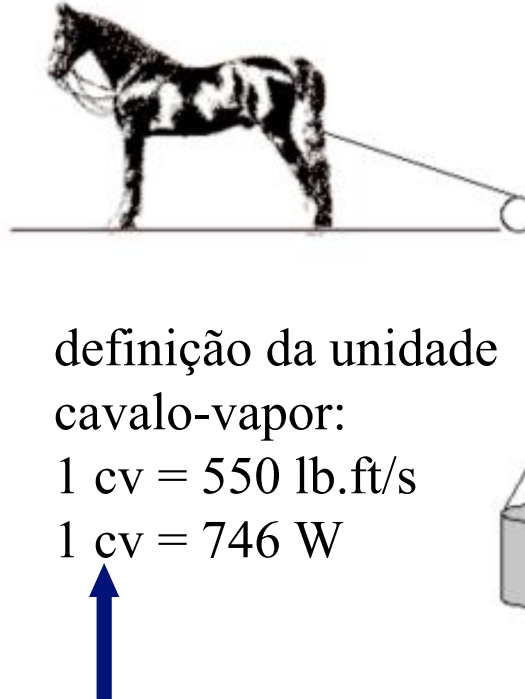 definição da unidade
cavalo-vapor:
1 cv = 550 lb.ft/s
1 cv = 746 W